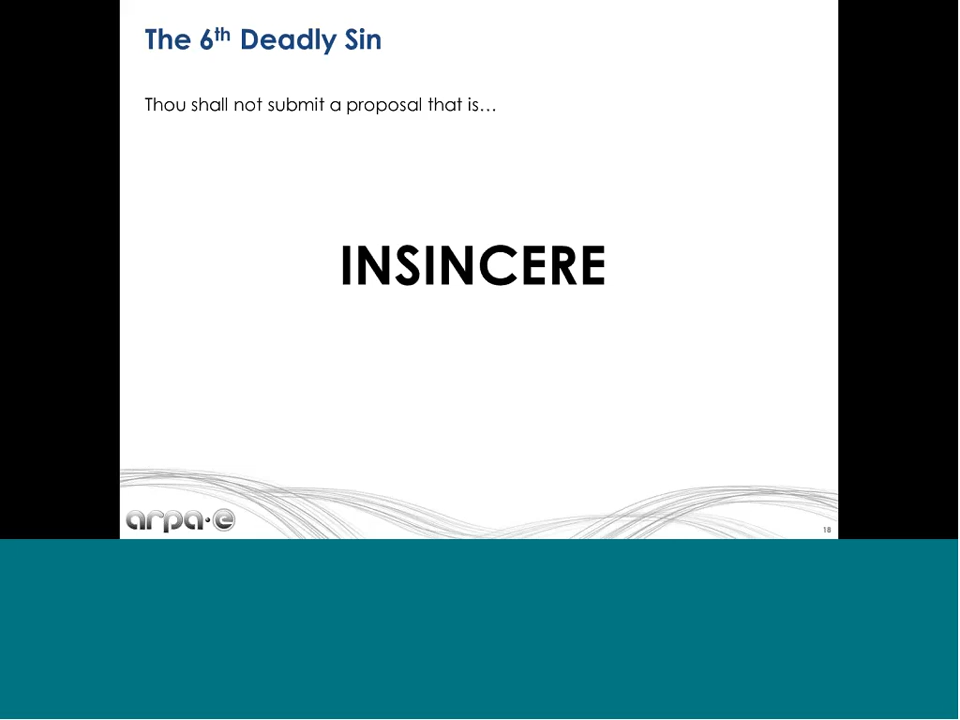 The 6th Deadly Sin
Thou shall not submit a proposal that is…
INSINCERE
arpa·e
18